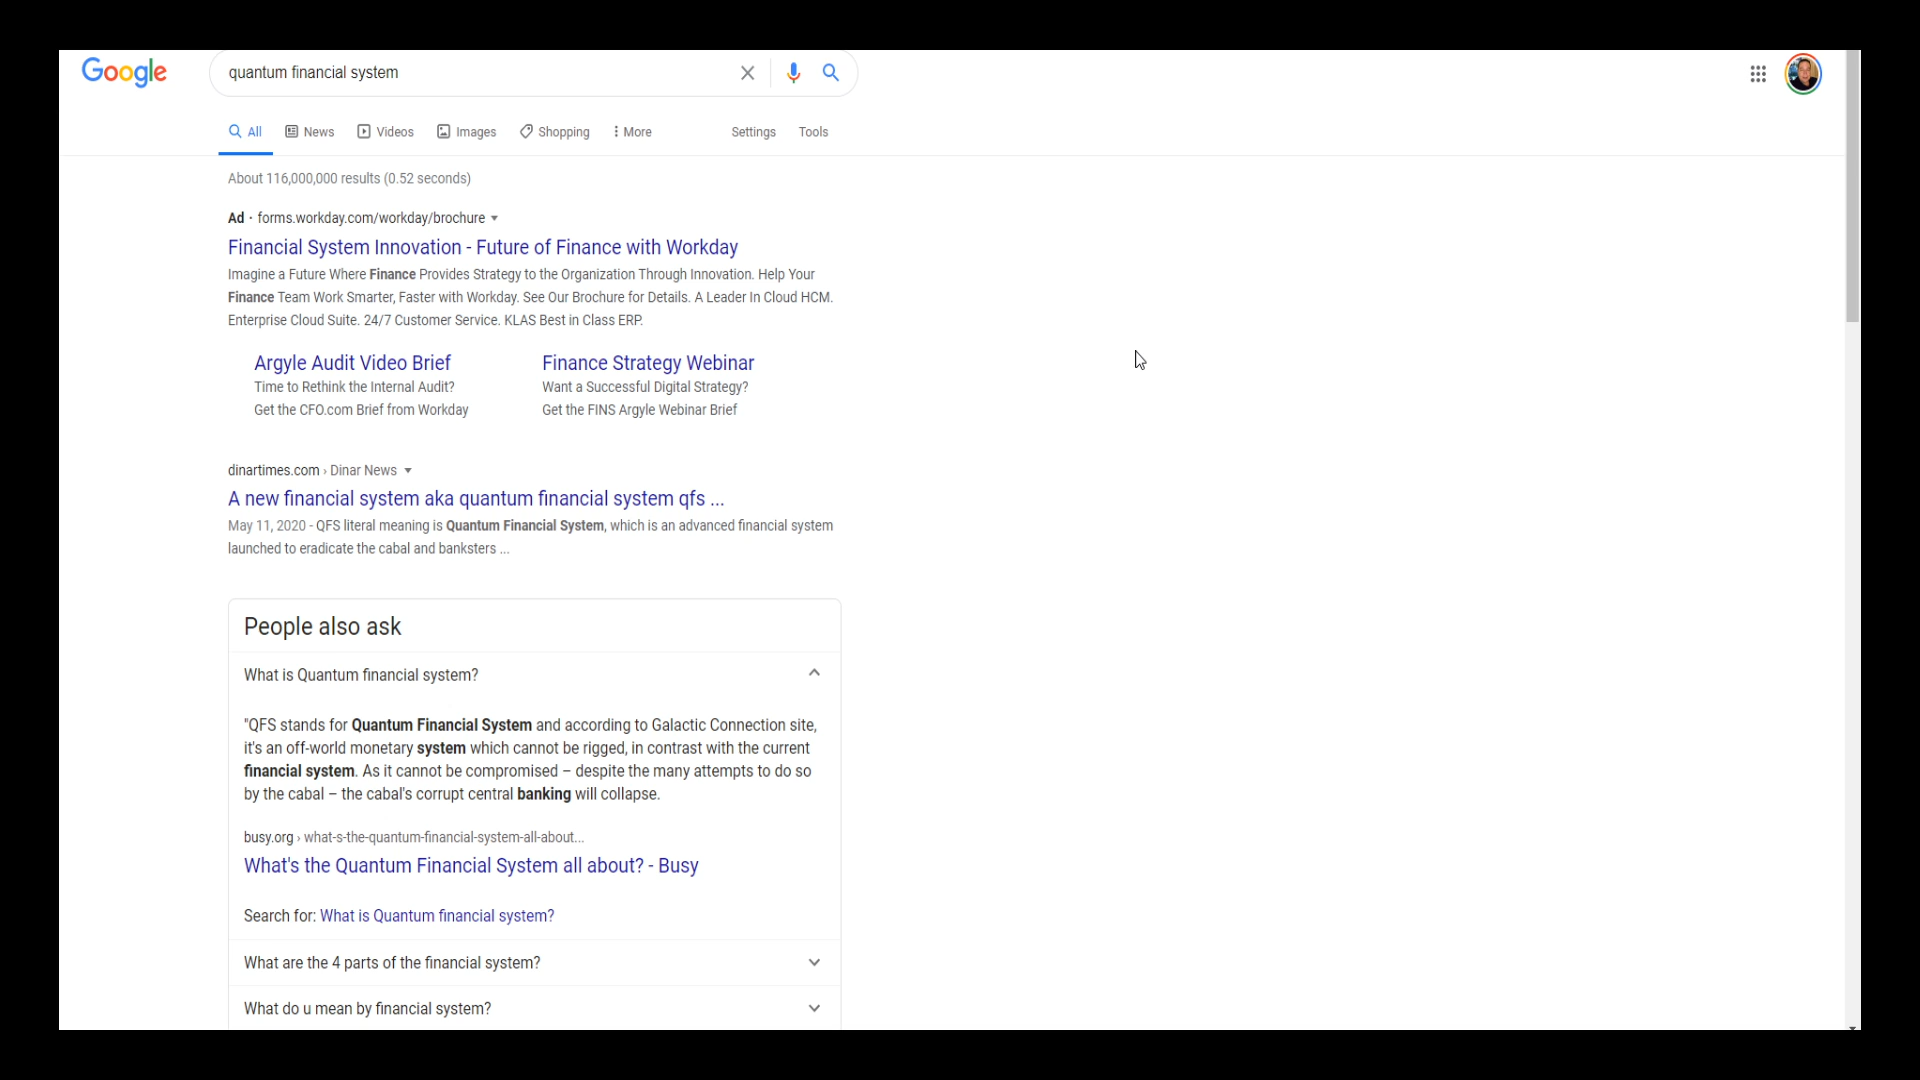 Google
quantum financial system
All News Videos Images Shopping More Settings Tools
About 116,000,000 results (0.52 seconds)
Ad · forms.workday.com/workday/brochure
Financial System Innovation - Future of Finance with Workday
Imagine a Future Where Finance Provides Strategy to the Organization Through Innovation. Help Your
Finance Team Work Smarter, Faster with Workday. See Our Brochure for Details. A Leader In Cloud HCM.
Enterprise Cloud Suite. 24/7 Customer Service. KLAS Best in Class ERP.
Argyle Audit Video Brief
Time to Rethink the Internal Audit?
Get the CFO.com Brief from Workday
Finance Strategy Webinar
Want a Successful Digital Strategy?
Get the FINS Argyle Webinar Brief
dinartimes.com › Dinar News
A new financial system aka quantum financial system qfs ...
May 11, 2020 - QFS literal meaning is Quantum Financial System, which is an advanced financial system
launched to eradicate the cabal and banksters ...
People also ask
What is Quantum financial system?
"QFS stands for Quantum Financial System and according to Galactic Connection site,
it's an off-world monetary system which cannot be rigged, in contrast with the current
financial system. As it cannot be compromised – despite the many attempts to do so
by the cabal – the cabal's corrupt central banking will collapse.
busy.org › what-s-the-quantum-financial-system-all-about...
What's the Quantum Financial System all about? - Busy
Search for: What is Quantum financial system?
What are the 4 parts of the financial system?
What do u mean by financial system?